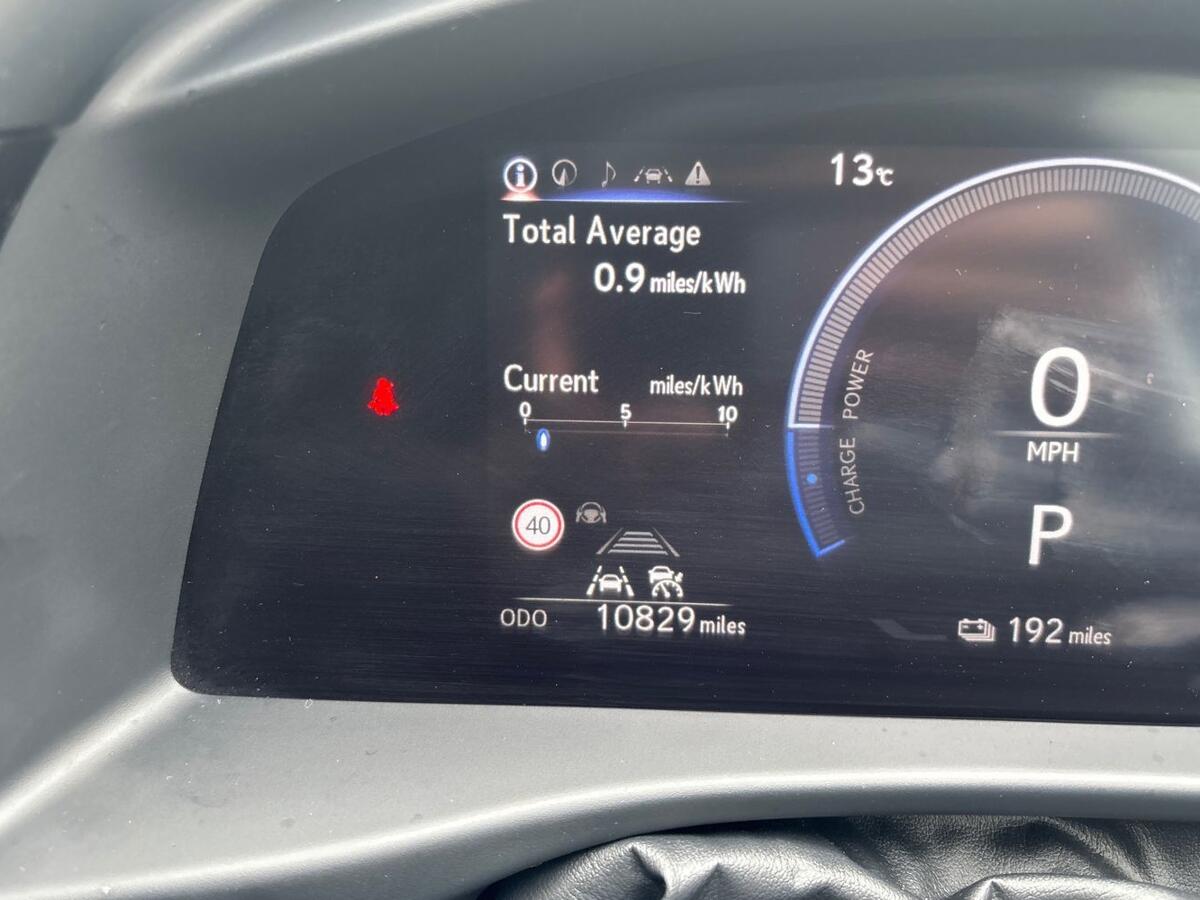 13℃
Total Average
0.9 miles/kWh
Current miles/kWh
0 5 10
CHARGE POWER
0
MPH
40
P
ODO 10829 miles
192 miles